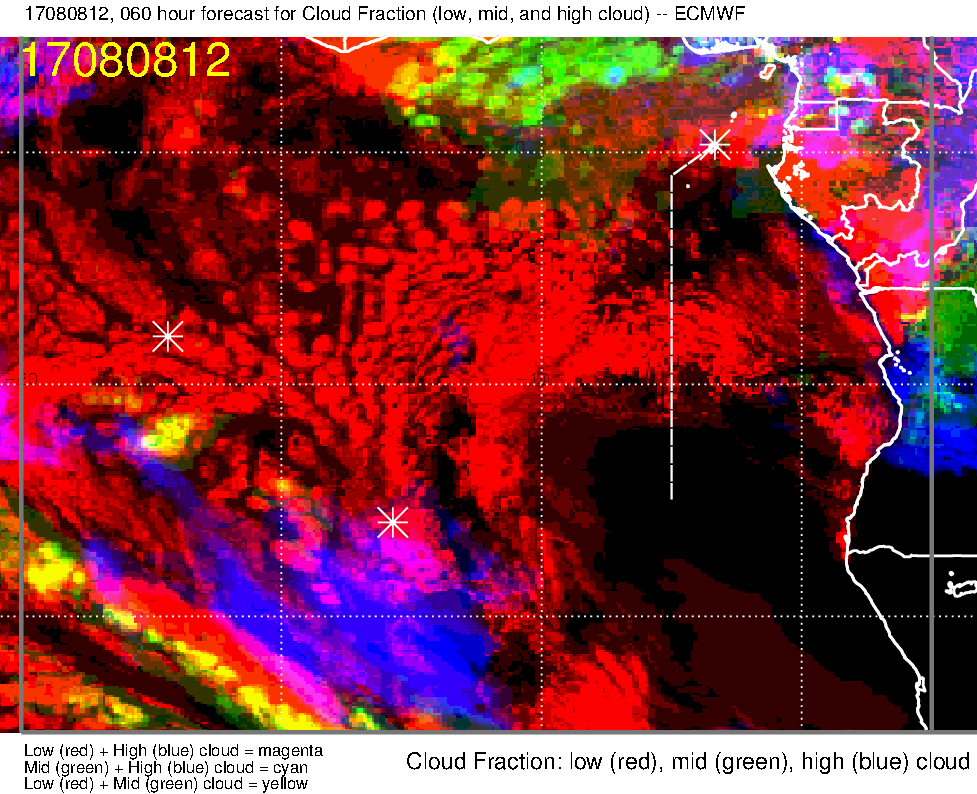 17080812, 060 hour forecast for Cloud Fraction (low, mid, and high cloud) -- ECMWF
17080812
Low (red) + High (blue) cloud = magenta
Mid (green) + High (blue) cloud = cyan
Low (red) + Mid (green) cloud = yellow
Cloud Fraction: low (red), mid (green), high (blue) cloud